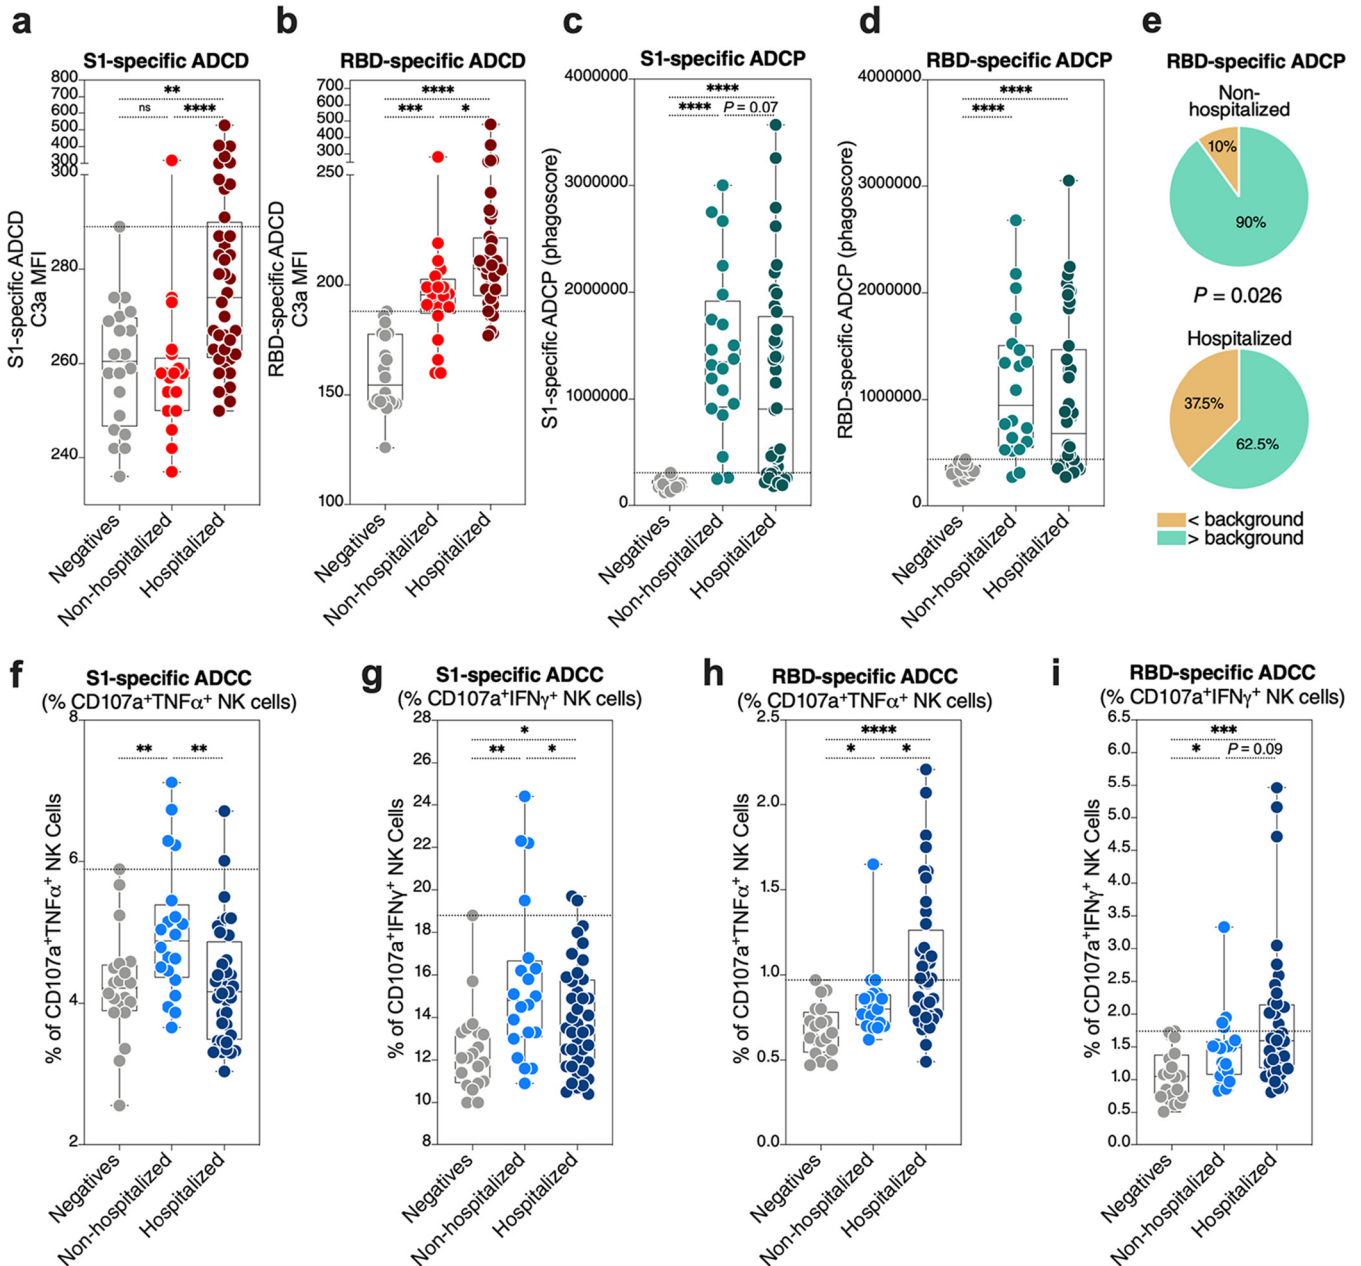 a
S1-specific ADCD
S1-specific ADCD
C3a MFI
800
700
600
500
400
300
300
280
260
240
**
ns
****
Negatives
Non-hospitalized
Hospitalized
b
RBD-specific ADCD
RBD-specific ADCD
C3a MFI
700
600
500
400
300
250
200
150
100
****
***
*
Negatives
Non-hospitalized
Hospitalized
c
S1-specific ADCP
S1-specific ADCP (phagoscore)
4000000
3000000
2000000
1000000
0
****
****
P = 0.07
Negatives
Non-hospitalized
Hospitalized
d
RBD-specific ADCP
RBD-specific ADCP (phagoscore)
4000000
3000000
2000000
1000000
0
****
****
Negatives
Non-hospitalized
Hospitalized
e
RBD-specific ADCP
Non-
hospitalized
10%
90%
P = 0.026
Hospitalized
37.5%
62.5%
< background
> background
f
S1-specific ADCC
(% CD107a⁺TNFα⁺ NK cells)
% of CD107a⁺TNFα⁺ NK Cells
8
6
4
2
**
**
Negatives
Non-hospitalized
Hospitalized
g
S1-specific ADCC
(% CD107a⁺IFNγ⁺ NK cells)
% of CD107a⁺IFNγ⁺ NK Cells
28
26
24
22
20
18
16
14
12
10
8
*
**
*
Negatives
Non-hospitalized
Hospitalized
h
RBD-specific ADCC
(% CD107a⁺TNFα⁺ NK cells)
% of CD107a⁺TNFα⁺ NK Cells
2.5
2.0
1.5
1.0
0.5
0.0
****
*
*
Negatives
Non-hospitalized
Hospitalized
i
RBD-specific ADCC
(% CD107a⁺IFNγ⁺ NK cells)
% of CD107a⁺IFNγ⁺ NK Cells
6.5
6.0
5.5
5.0
4.5
4.0
3.5
3.0
2.5
2.0
1.5
1.0
0.5
0.0
***
*
P = 0.09
Negatives
Non-hospitalized
Hospitalized